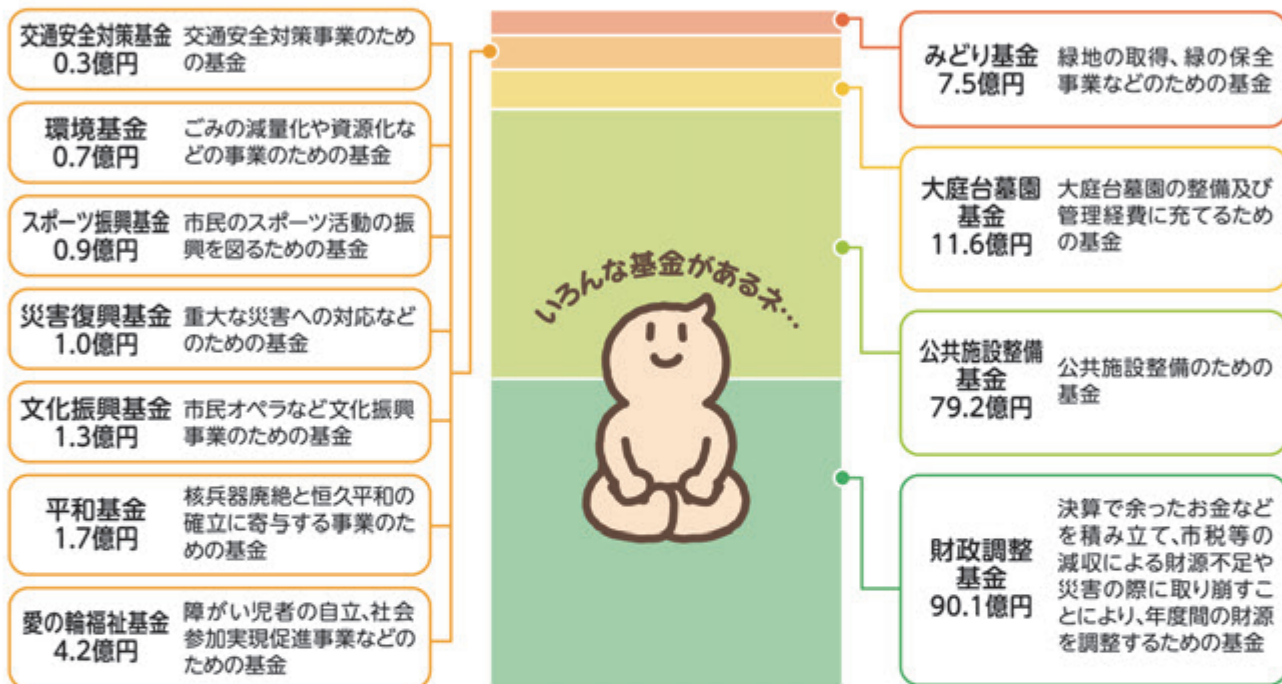 交通安全対策基金
0.3億円
交通安全対策事業のため
の基金
環境基金
0.7億円
ごみの減量化や資源化な
どの事業のための基金
スポーツ振興基金
0.9億円
市民のスポーツ活動の振
興を図るための基金
災害復興基金
1.0億円
重大な災害への対応など
のための基金
文化振興基金
1.3億円
市民オペラなど文化振興
事業のための基金
平和基金
1.7億円
核兵器廃絶と恒久平和の
確立に寄与する事業のた
めの基金
愛の輪福祉基金
4.2億円
障がい児者の自立、社会
参加実現促進事業などの
ための基金
いろんな基金があるネ…
みどり基金
7.5億円
緑地の取得、緑の保全
事業などのための基金
大庭台墓園
基金
11.6億円
大庭台墓園の整備及び
管理経費に充てるため
の基金
公共施設整備
基金
79.2億円
公共施設整備のための
基金
財政調整
基金
90.1億円
決算で余ったお金など
を積み立て、市税等の
減収による財源不足や
災害の際に取り崩すこ
とにより、年度間の財源
を調整するための基金